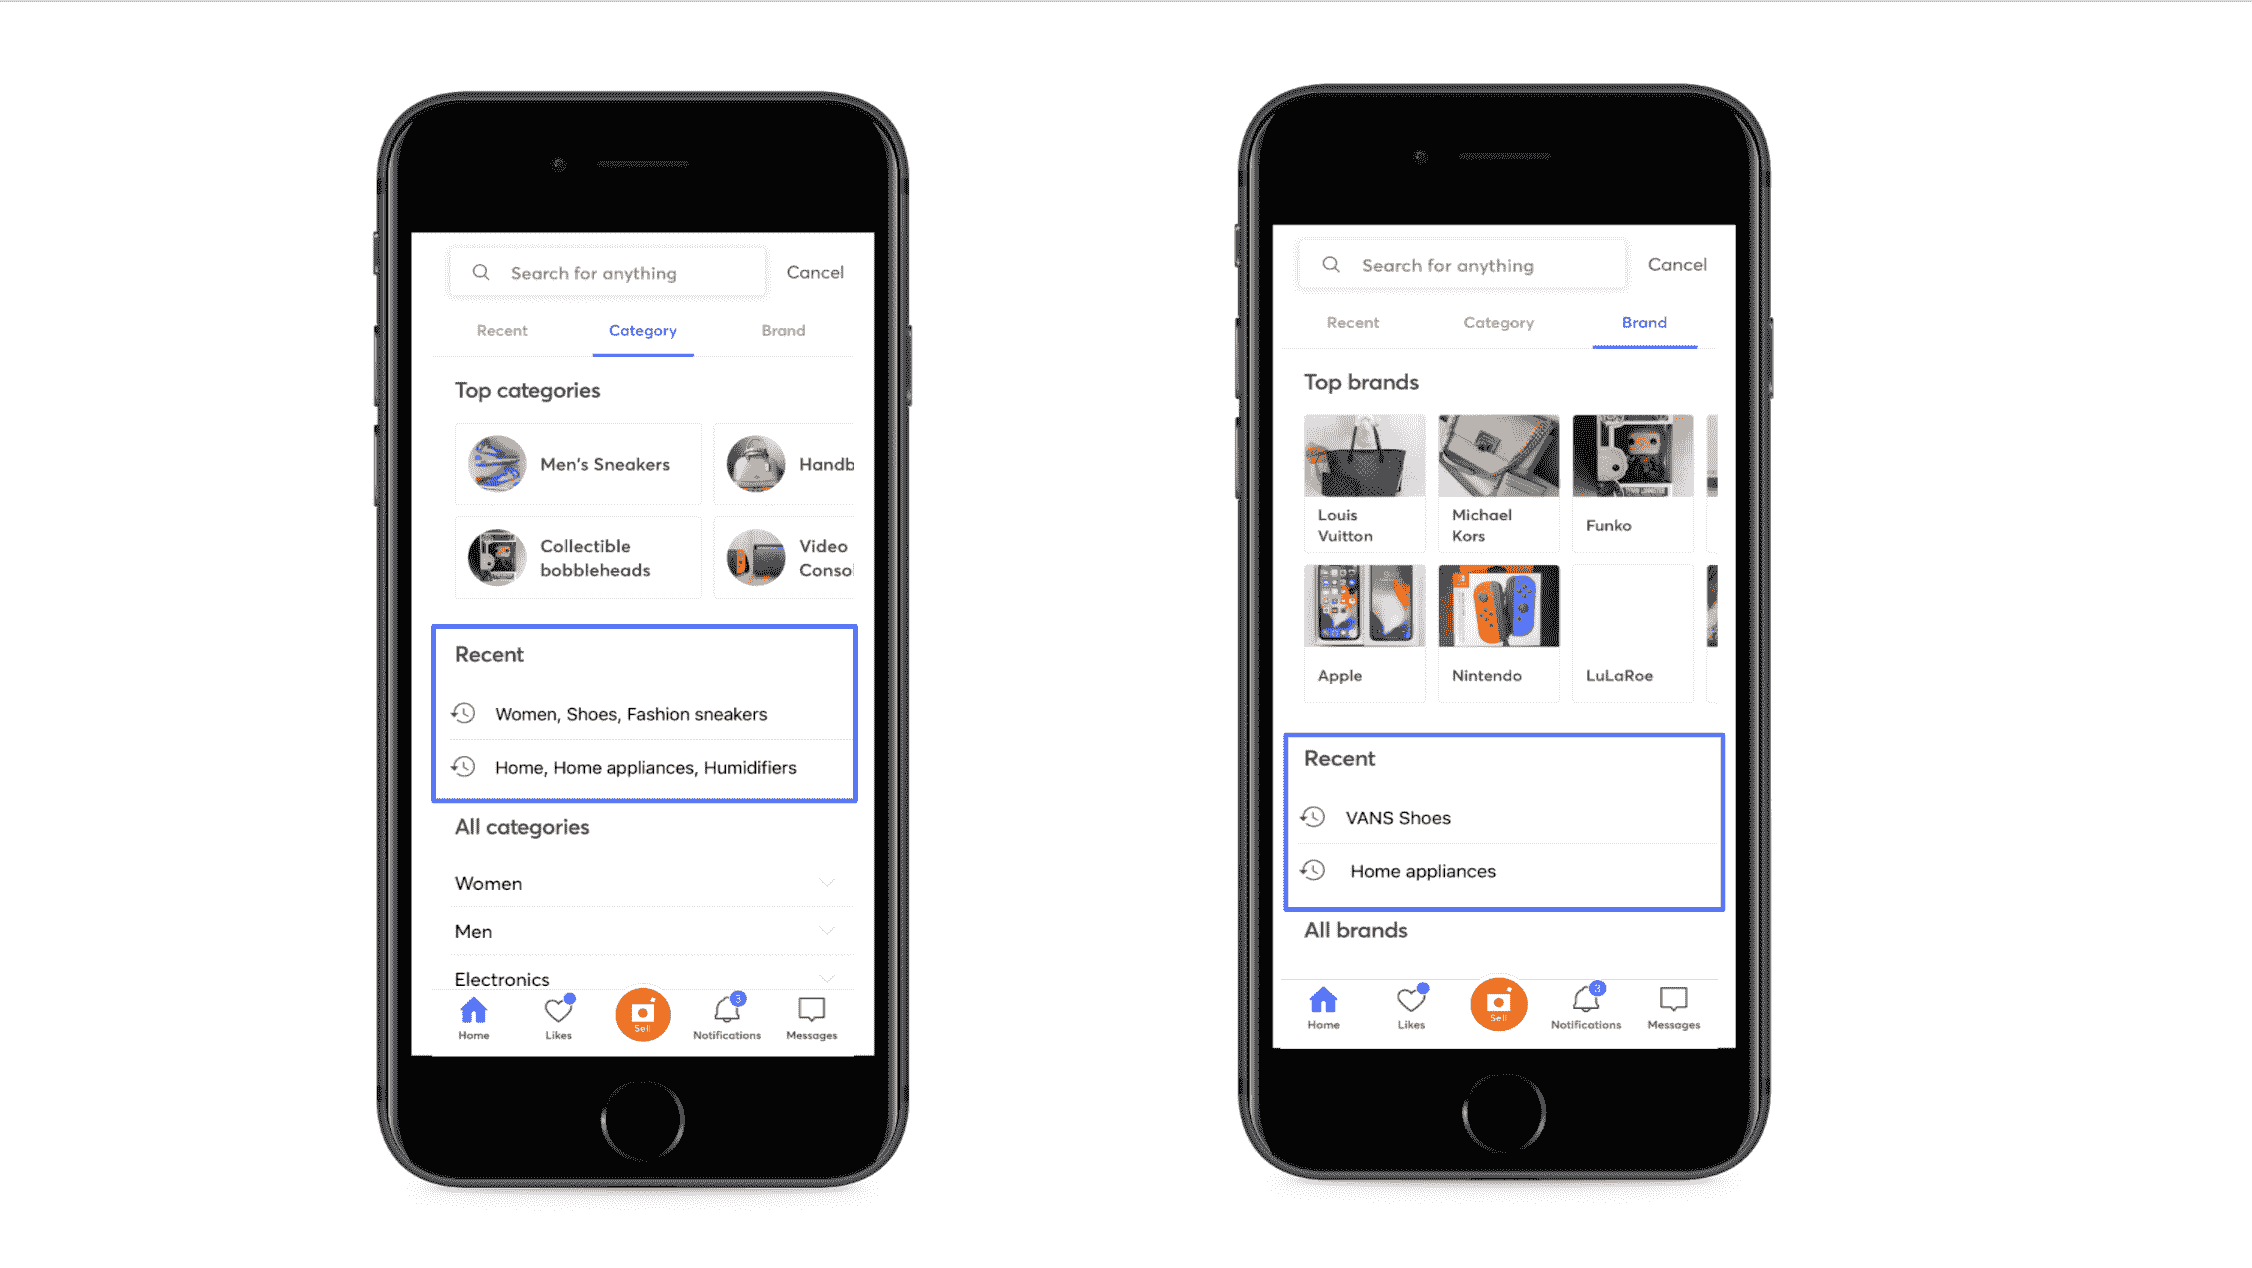 Search for anything
Cancel
Recent
Category
Brand
Top categories
Men's Sneakers
Handb
Collectible
bobbleheads
Video
Consol
Recent
Women, Shoes, Fashion sneakers
Home, Home appliances, Humidifiers
All categories
Women
Men
Electronics
Home
Likes
Sell
3
Notifications
Messages
Search for anything
Cancel
Recent
Category
Brand
Top brands
Louis
Vuitton
Michael
Kors
Funko
Apple
Nintendo
LuLaRoe
Recent
VANS Shoes
Home appliances
All brands
Home
Likes
Sell
3
Notifications
Messages